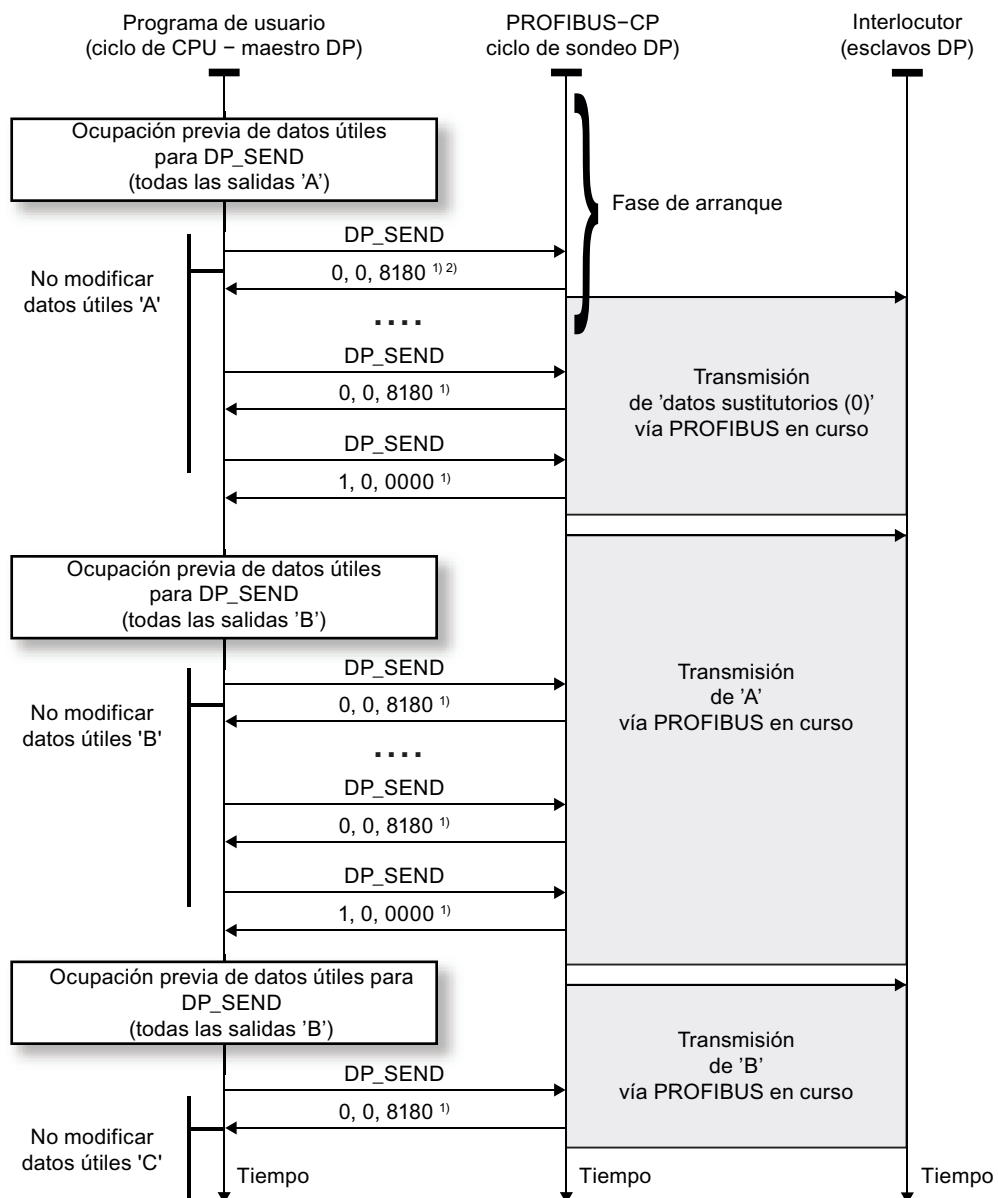 Programa de usuario
(ciclo de CPU − maestro DP)
PROFIBUS−CP
ciclo de sondeo DP)
Interlocutor
(esclavos DP)
Ocupación previa de datos útiles
para DP_SEND
(todas las salidas ’A’)
Fase de arranque
No modificar
datos útiles 'A'
DP_SEND
0, 0, 8180 1) 2)
....
DP_SEND
0, 0, 8180 1)
DP_SEND
1, 0, 0000 1)
Transmisión
de ’datos sustitutorios (0)’
vía PROFIBUS en curso
Ocupación previa de datos útiles
para DP_SEND
(todas las salidas ’B’)
No modificar
datos útiles 'B'
DP_SEND
0, 0, 8180 1)
....
DP_SEND
0, 0, 8180 1)
DP_SEND
1, 0, 0000 1)
Transmisión
de ’A’
vía PROFIBUS en curso
Ocupación previa de datos útiles para
DP_SEND
(todas las salidas ’B’)
DP_SEND
0, 0, 8180 1)
Transmisión
de ’B’
vía PROFIBUS en curso
No modificar
datos útiles 'C'
Tiempo
Tiempo
Tiempo